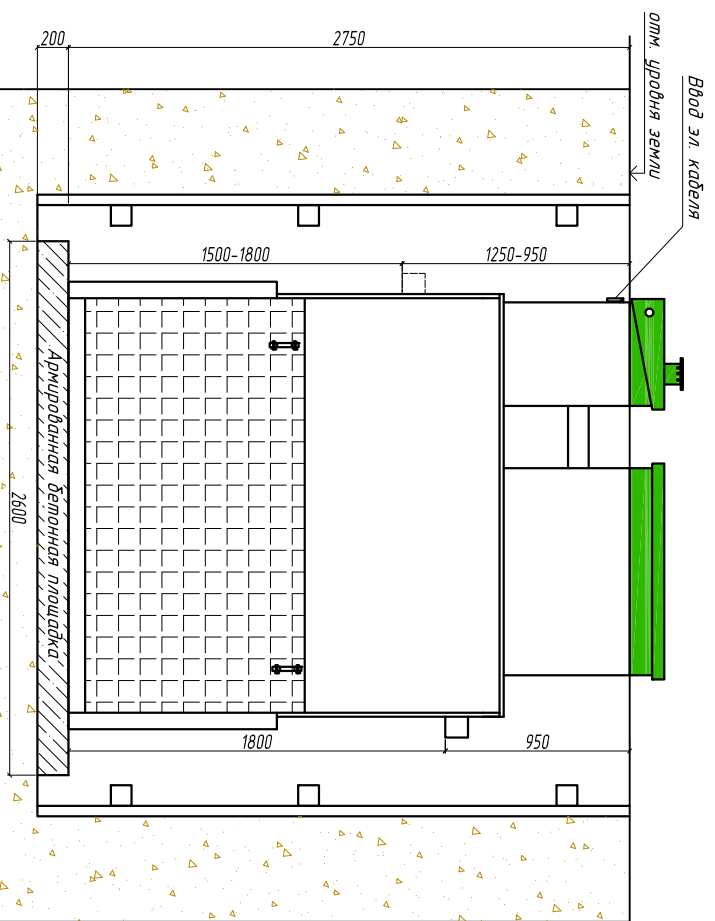 Ввод эл. кабеля
отм. уровня земли
200
2750
1500-1800
1250-950
Армированная бетонная площадка
2600
1800
950